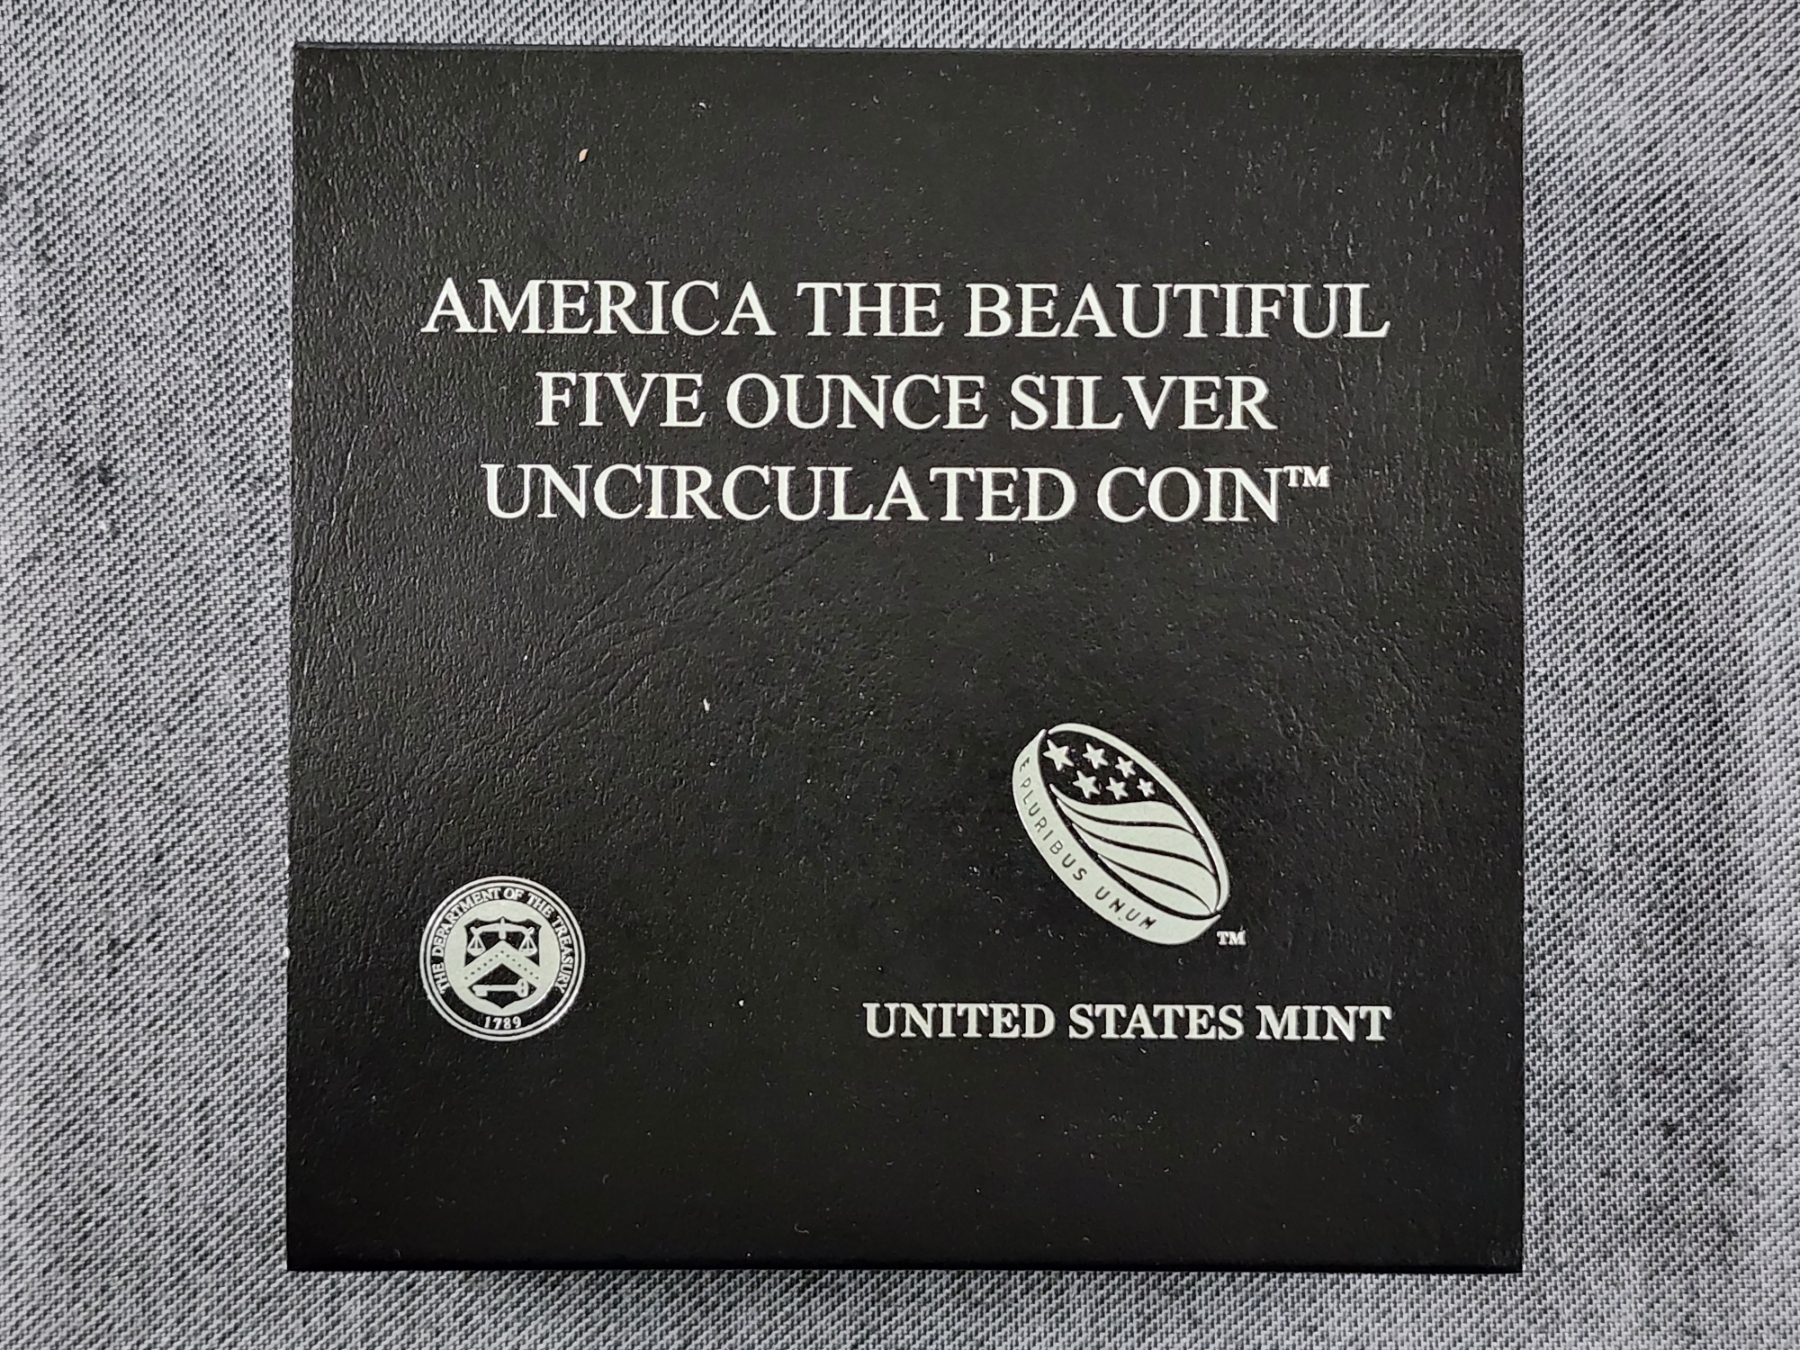 AMERICA THE BEAUTIFUL
FIVE OUNCE SILVER
UNCIRCULATED COIN™
E PLURIBUS UNUM
TM
THE DEPARTMENT OF THE TREASURY
1789
UNITED STATES MINT